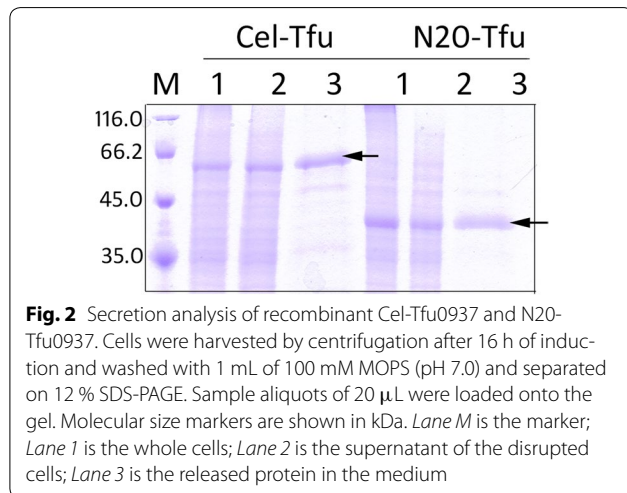 Cel-Tfu N20-Tfu
M 1 2 3 1 2 3
116.0
66.2
45.0
35.0
Fig. 2 Secretion analysis of recombinant Cel-Tfu0937 and N20-
Tfu0937. Cells were harvested by centrifugation after 16 h of induc-
tion and washed with 1 mL of 100 mM MOPS (pH 7.0) and separated
on 12 % SDS-PAGE. Sample aliquots of 20 μL were loaded onto the
gel. Molecular size markers are shown in kDa. Lane M is the marker;
Lane 1 is the whole cells; Lane 2 is the supernatant of the disrupted
cells; Lane 3 is the released protein in the medium